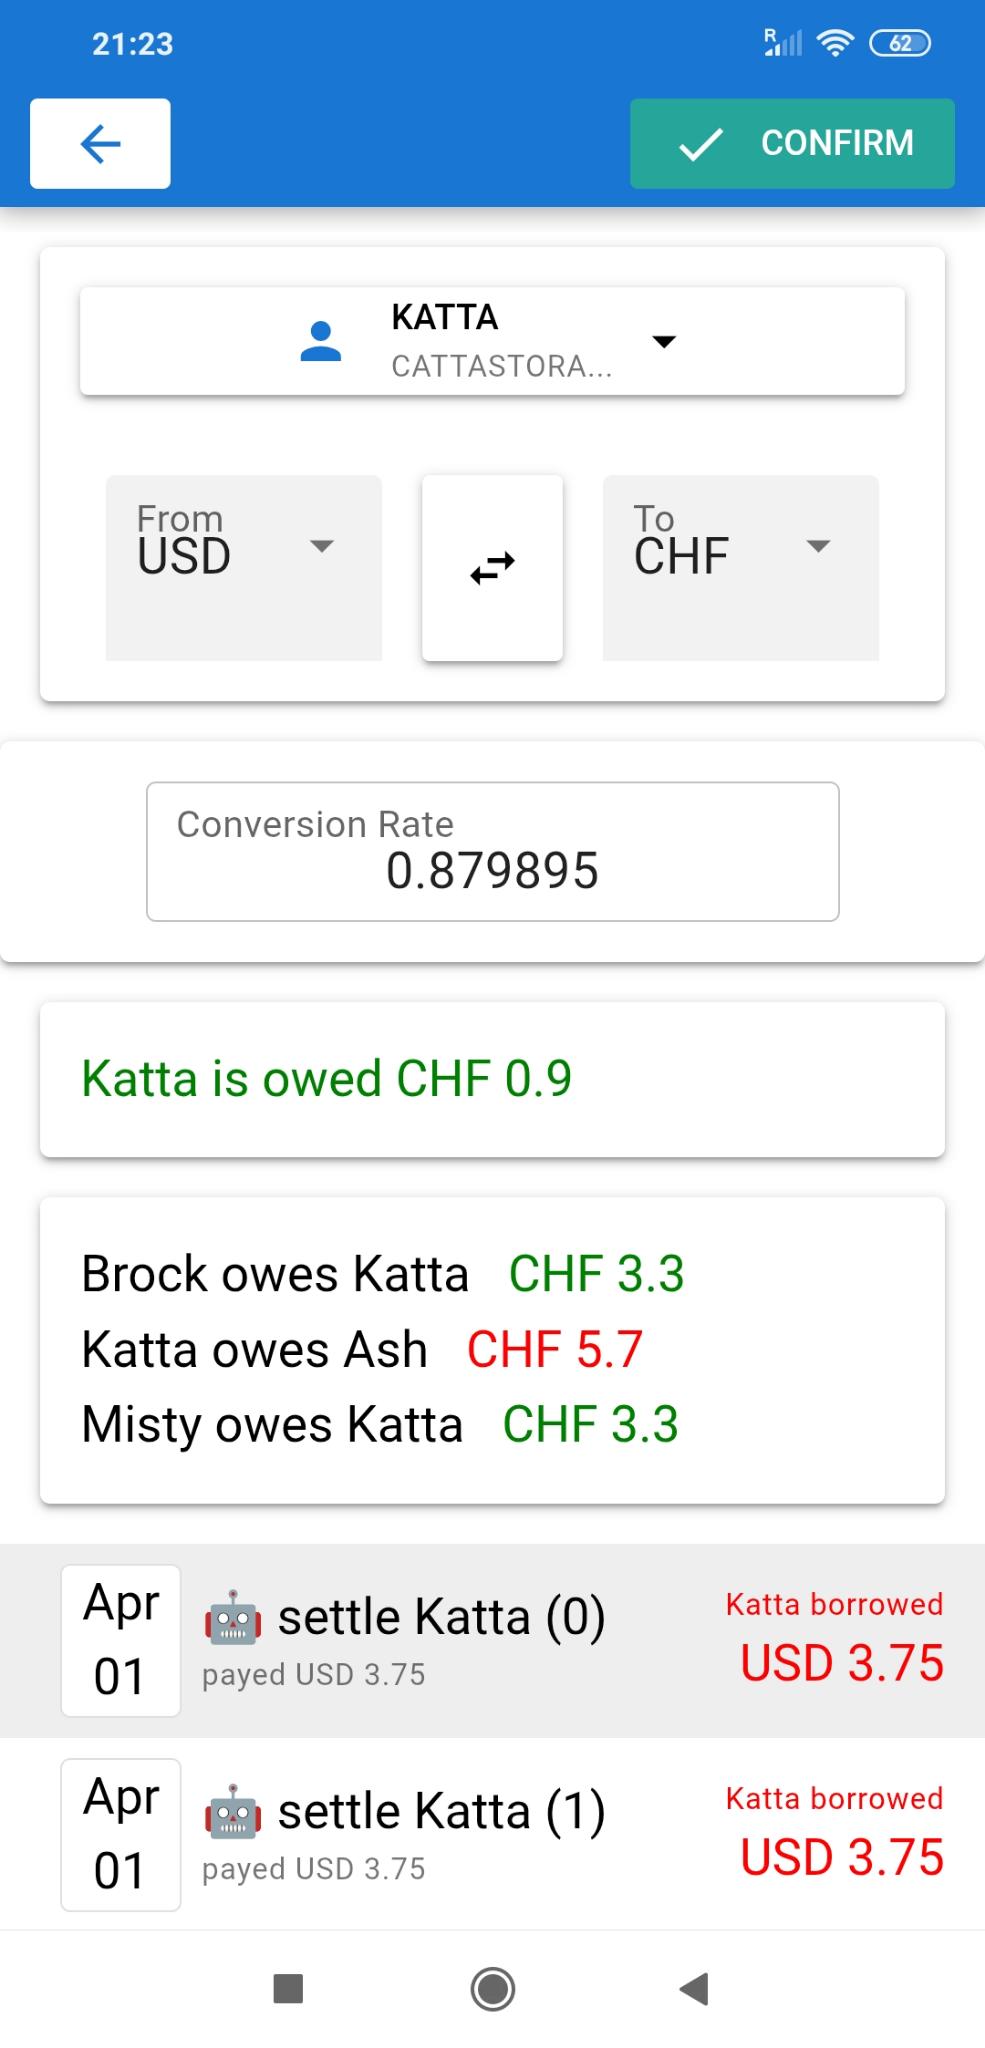 21:23
R 62
CONFIRM
KATTA
CATTASTORA...
From
USD
To
CHF
Conversion Rate
0.879895
Katta is owed CHF 0.9
Brock owes Katta CHF 3.3
Katta owes Ash CHF 5.7
Misty owes Katta CHF 3.3
Apr
01
settle Katta (0)
payed USD 3.75
Katta borrowed
USD 3.75
Apr
01
settle Katta (1)
payed USD 3.75
Katta borrowed
USD 3.75